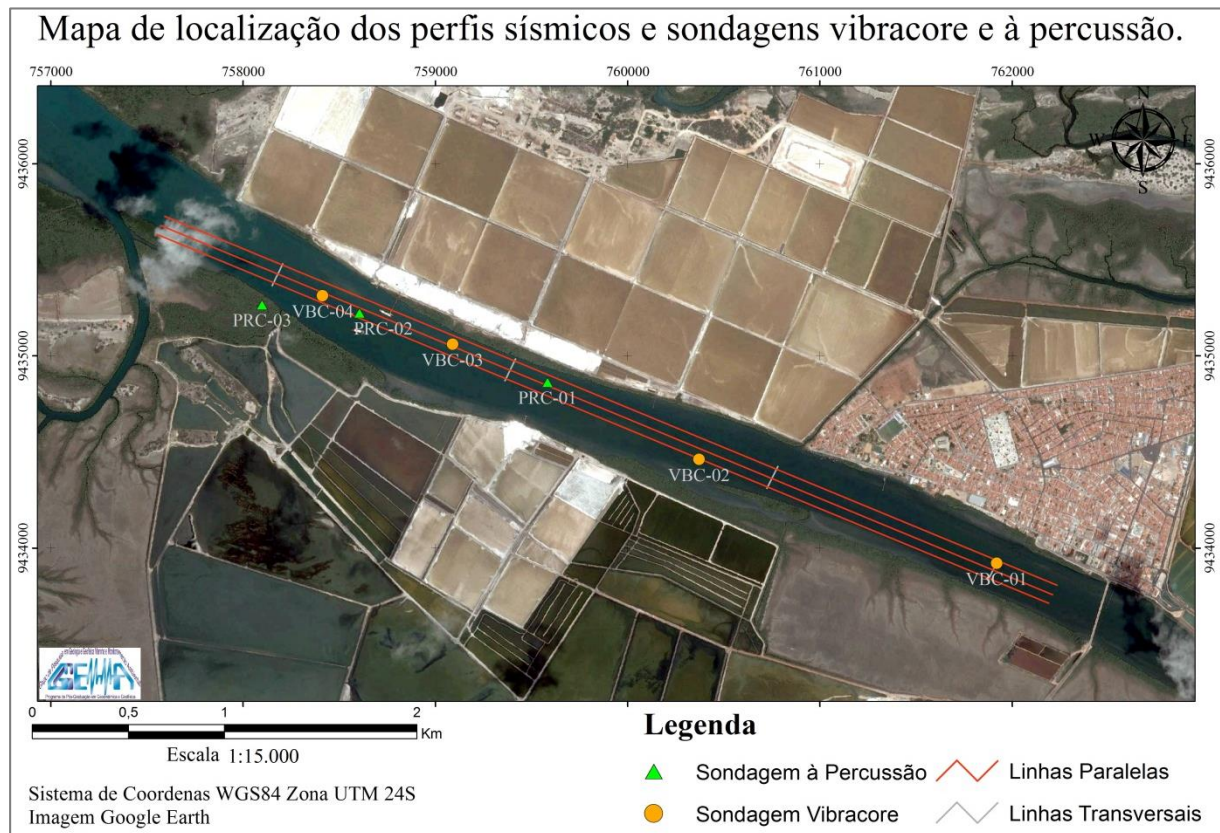 Mapa de localização dos perfis sísmicos e sondagens vibracore e à percussão.
757000 758000 759000 760000 761000 762000
N
W E
S
9436000 9436000
9435000 9435000
9434000 9434000
PRC-03
VBC-04
PRC-02
VBC-03
PRC-01
VBC-02
VBC-01
0 0,5 1 2
Km
Escala 1:15.000
Sistema de Coordenas WGS84 Zona UTM 24S
Imagem Google Earth
Legenda
Sondagem à Percussão
Linhas Paralelas
Sondagem Vibracore
Linhas Transversais